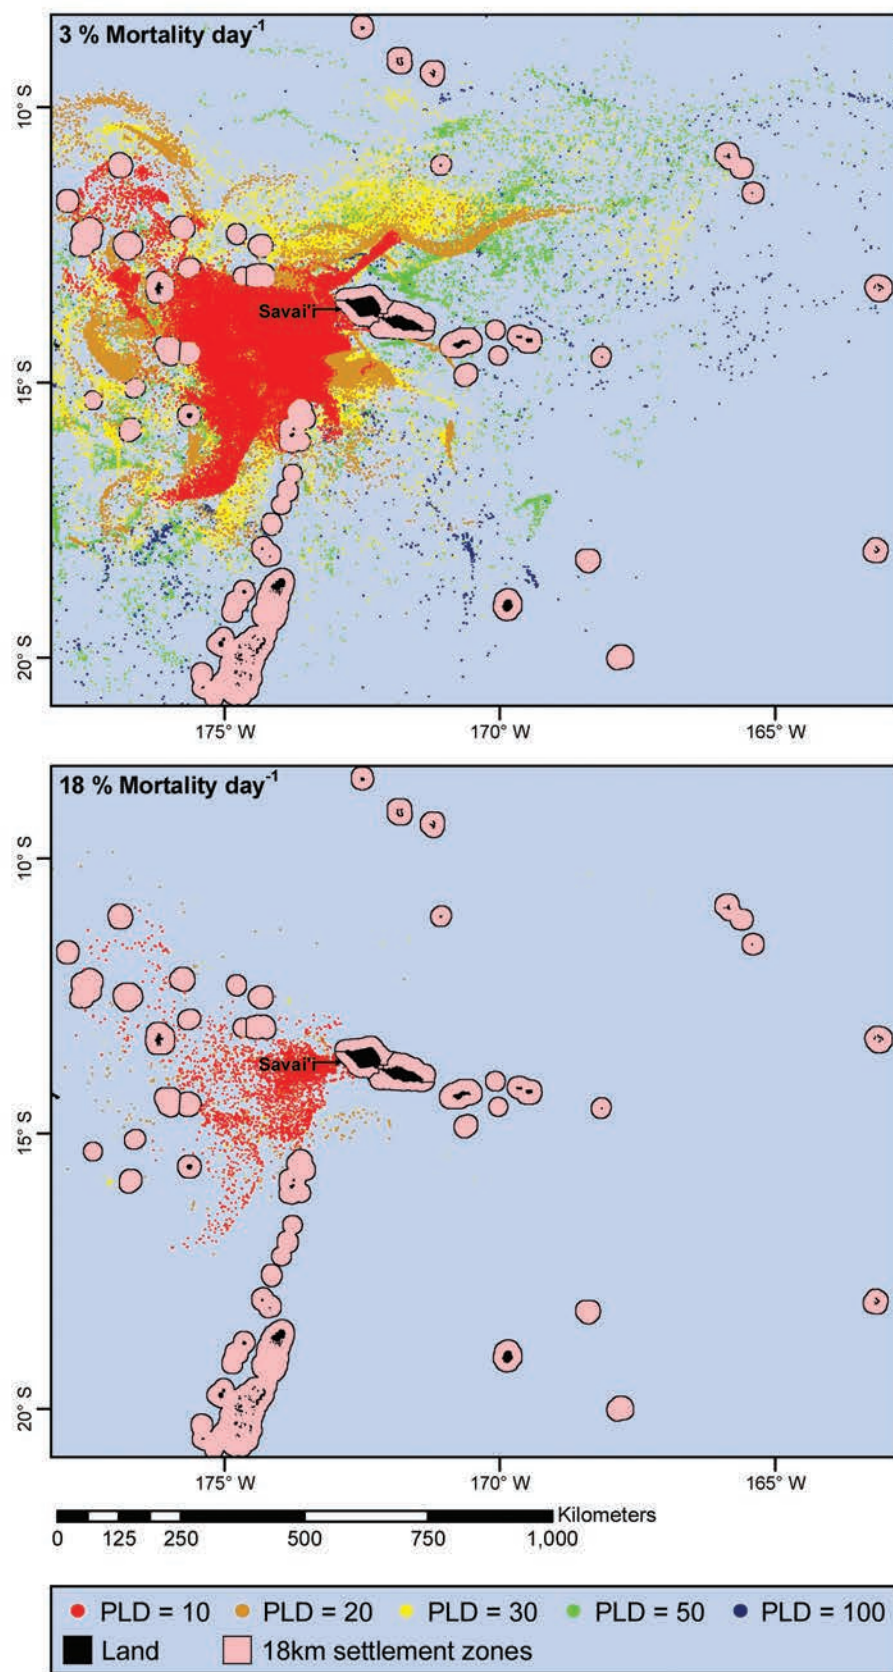 3 % Mortality day-1
10° S
Savai'i
15° S
20° S
175° W 170° W 165° W
18 % Mortality day-1
10° S
Savai'i
15° S
20° S
175° W 170° W 165° W
Kilometers
0 125 250 500 750 1,000
PLD = 10 PLD = 20 PLD = 30 PLD = 50 PLD = 100
Land 18km settlement zones